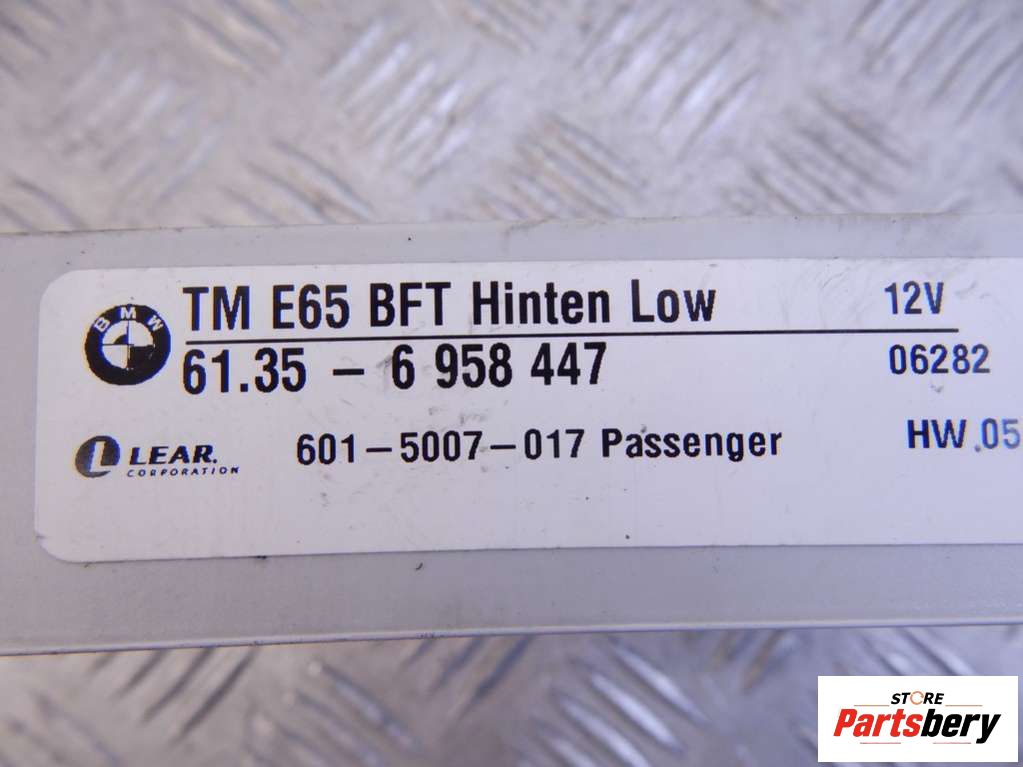 BMW
TM E65 BFT Hinten Low 12V
61.35 – 6 958 447 06282
LEAR. 601–5007–017 Passenger HW.05
CORPORATION
STORE
Partsbery